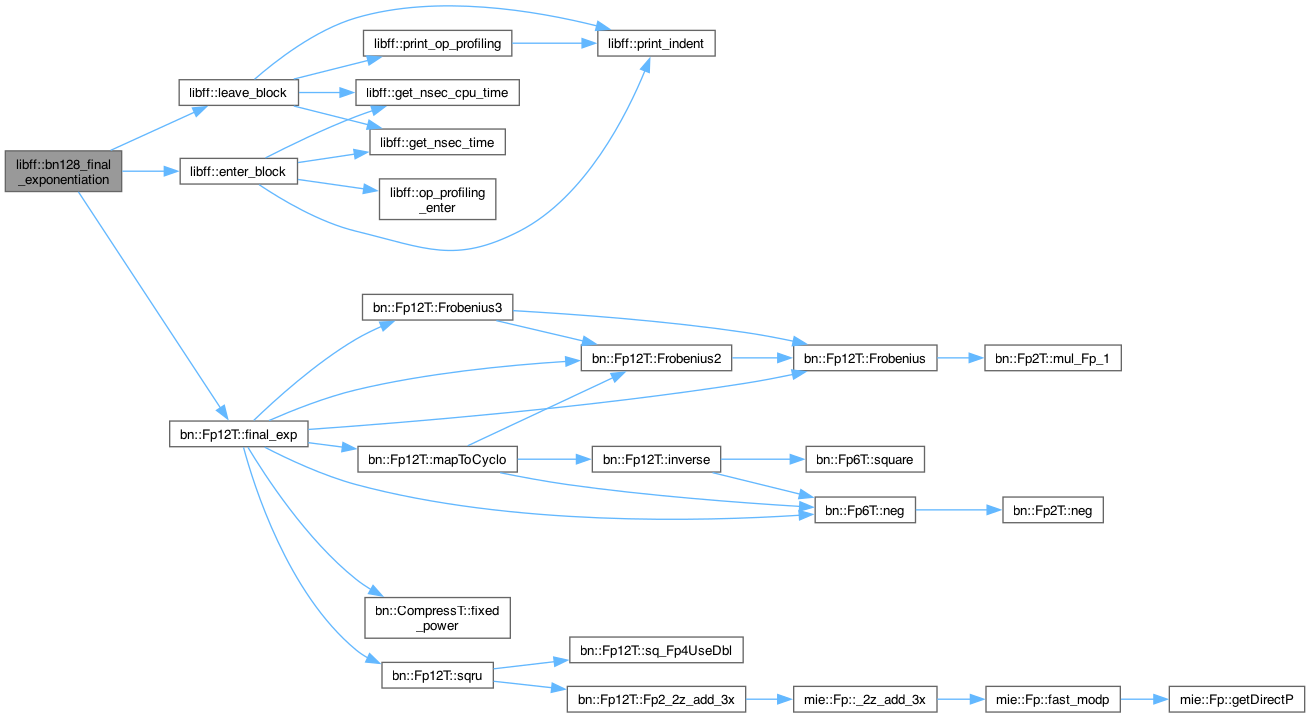 libff::bn128_final
_exponentiation
libff::leave_block
libff::print_op_profiling
libff::print_indent
libff::get_nsec_cpu_time
libff::get_nsec_time
libff::enter_block
libff::op_profiling
_enter
bn::Fp12T::final_exp
bn::Fp12T::Frobenius3
bn::Fp12T::Frobenius2
bn::Fp12T::Frobenius
bn::Fp2T::mul_Fp_1
bn::Fp12T::mapToCyclo
bn::Fp12T::inverse
bn::Fp6T::square
bn::Fp6T::neg
bn::Fp2T::neg
bn::CompressT::fixed
_power
bn::Fp12T::sqru
bn::Fp12T::sq_Fp4UseDbl
bn::Fp12T::Fp2_2z_add_3x
mie::Fp::_2z_add_3x
mie::Fp::fast_modp
mie::Fp::getDirectP